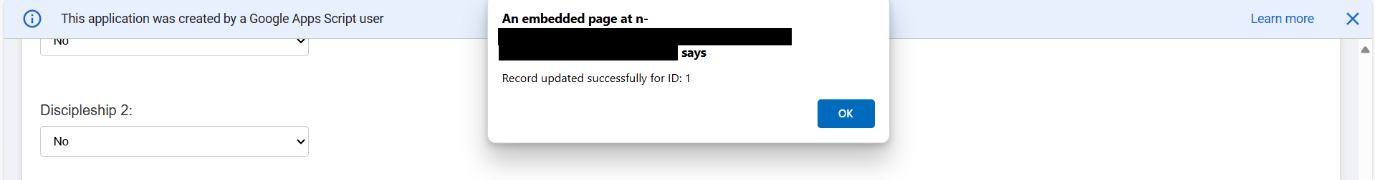 This application was created by a Google Apps Script user
Learn more
An embedded page at n-
says
Record updated successfully for ID: 1
OK
No
Discipleship 2:
No